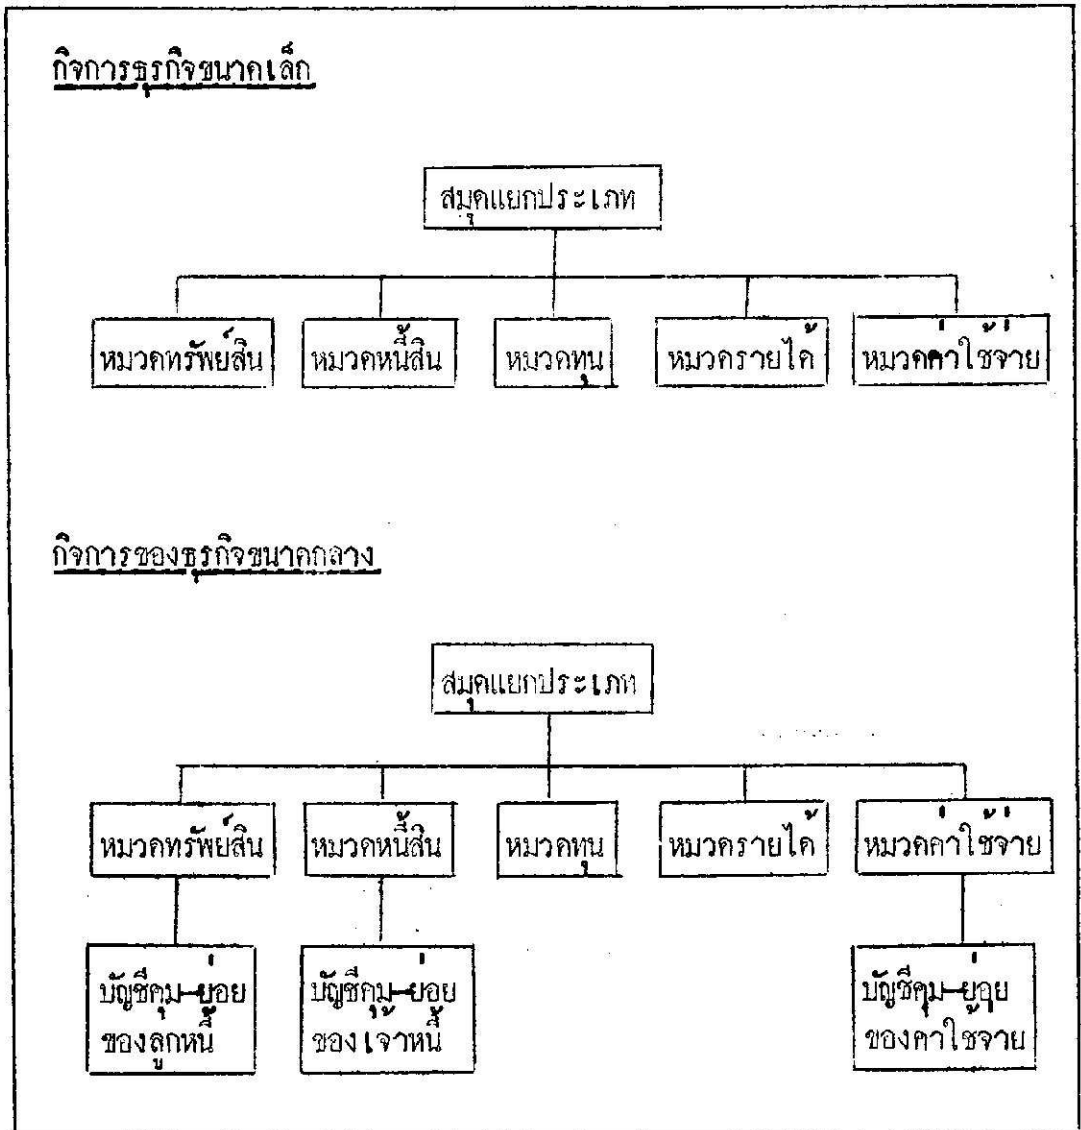 กิจการธุรกิจขนาดเล็ก
สมุดแยกประเภท
หมวดทรัพย์สิน หมวดหนี้สิน หมวดทุน หมวดรายได้ หมวดค่าใช้จ่าย
กิจการของธุรกิจขนาดกลาง
สมุดแยกประเภท
หมวดทรัพย์สิน หมวดหนี้สิน หมวดทุน หมวดรายได้ หมวดค่าใช้จ่าย
บัญชีคุม-ย่อย
ของลูกหนี้
บัญชีคุม-ย่อย
ของเจ้าหนี้
บัญชีคุม-ย่อย
ของค่าใช้จ่าย